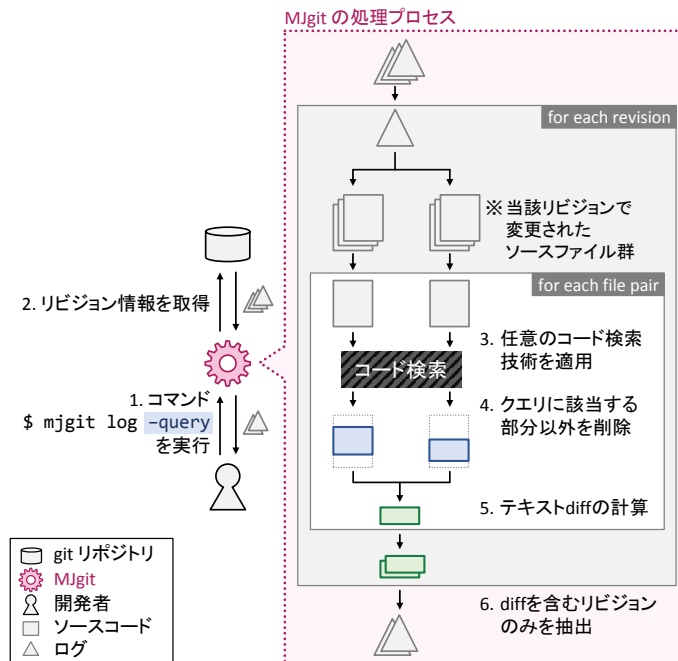 MJgit の処理プロセス
for each revision
※ 当該リビジョンで
変更された
ソースファイル群
for each file pair
2. リビジョン情報を取得
3. 任意のコード検索
技術を適用
コード検索
1. コマンド
$ mjgit log –query
を実行
4. クエリに該当する
部分以外を削除
5. テキストdiffの計算
git リポジトリ
MJgit
開発者
ソースコード
ログ
6. diffを含むリビジョン
のみを抽出